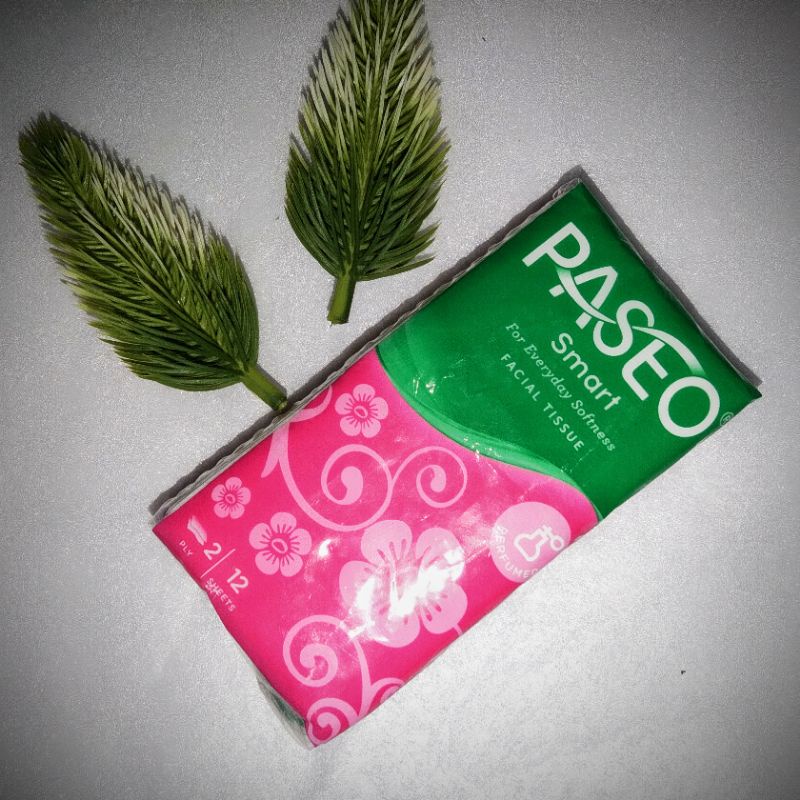 PASEO®
Smart
For Everyday Softness
FACIAL TISSUE
PERFUMED
2 | 12
PLY SHEETS